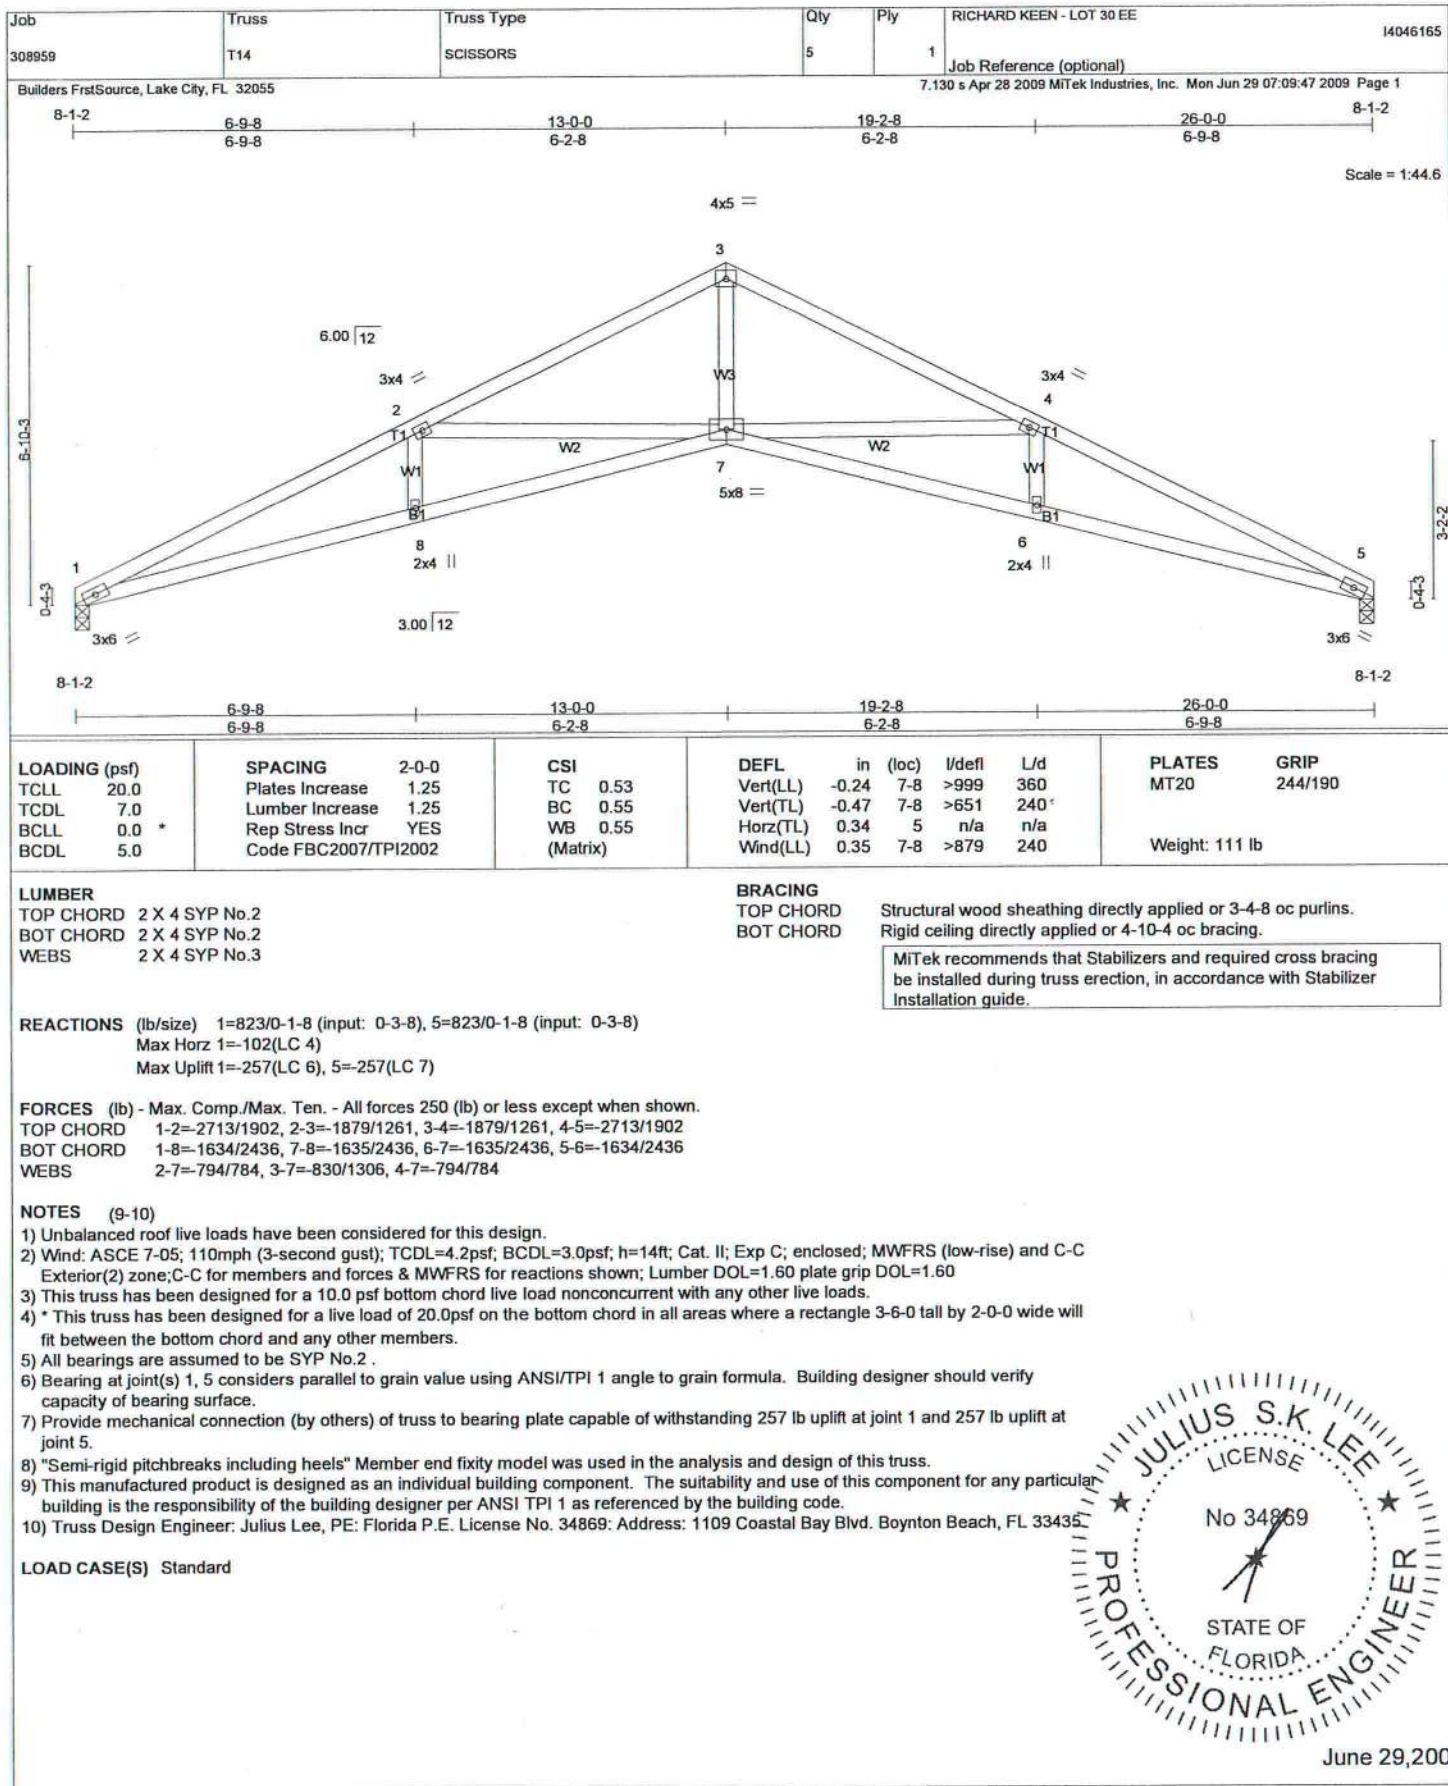 Job Truss Truss Type Qty Ply RICHARD KEEN - LOT 30 EE
I4046165
308959 T14 SCISSORS 5 1
Job Reference (optional)
Builders FrstSource, Lake City, FL 32055 7.130 s Apr 28 2009 MiTek Industries, Inc. Mon Jun 29 07:09:47 2009 Page 1
8-1-2 8-1-2
6-9-8 13-0-0 19-2-8 26-0-0
6-9-8 6-2-8 6-2-8 6-9-8
Scale = 1:44.6
4x5 =
3
6.00 12
W3
3x4 3x4
2 4
T1 T1
6-10-3
W2 W2
W1 W1
7
5x8 =
3-2-2
B1 B1
8 6
2x4 || 2x4 ||
1 5
0-4-3 0-4-3
3.00 12
3x6 3x6
8-1-2 8-1-2
6-9-8 13-0-0 19-2-8 26-0-0
6-9-8 6-2-8 6-2-8 6-9-8
LOADING (psf) SPACING 2-0-0 CSI DEFL in (loc) l/defl L/d PLATES GRIP
TCLL 20.0 Plates Increase 1.25 TC 0.53 Vert(LL) -0.24 7-8 >999 360 MT20 244/190
TCDL 7.0 Lumber Increase 1.25 BC 0.55 Vert(TL) -0.47 7-8 >651 240
BCLL 0.0 * Rep Stress Incr YES WB 0.55 Horz(TL) 0.34 5 n/a n/a
BCDL 5.0 Code FBC2007/TPI2002 (Matrix) Wind(LL) 0.35 7-8 >879 240 Weight: 111 lb
LUMBER
TOP CHORD 2 X 4 SYP No.2
BOT CHORD 2 X 4 SYP No.2
WEBS 2 X 4 SYP No.3
BRACING
TOP CHORD Structural wood sheathing directly applied or 3-4-8 oc purlins.
BOT CHORD Rigid ceiling directly applied or 4-10-4 oc bracing.
MiTek recommends that Stabilizers and required cross bracing
be installed during truss erection, in accordance with Stabilizer
Installation guide.
REACTIONS (lb/size) 1=823/0-1-8 (input: 0-3-8), 5=823/0-1-8 (input: 0-3-8)
Max Horz 1=-102(LC 4)
Max Uplift 1=-257(LC 6), 5=-257(LC 7)
FORCES (lb) - Max. Comp./Max. Ten. - All forces 250 (lb) or less except when shown.
TOP CHORD 1-2=-2713/1902, 2-3=-1879/1261, 3-4=-1879/1261, 4-5=-2713/1902
BOT CHORD 1-8=-1634/2436, 7-8=-1635/2436, 6-7=-1635/2436, 5-6=-1634/2436
WEBS 2-7=-794/784, 3-7=-830/1306, 4-7=-794/784
NOTES (9-10)
1) Unbalanced roof live loads have been considered for this design.
2) Wind: ASCE 7-05; 110mph (3-second gust); TCDL=4.2psf; BCDL=3.0psf; h=14ft; Cat. II; Exp C; enclosed; MWFRS (low-rise) and C-C
Exterior(2) zone;C-C for members and forces & MWFRS for reactions shown; Lumber DOL=1.60 plate grip DOL=1.60
3) This truss has been designed for a 10.0 psf bottom chord live load nonconcurrent with any other live loads.
4) * This truss has been designed for a live load of 20.0psf on the bottom chord in all areas where a rectangle 3-6-0 tall by 2-0-0 wide will
fit between the bottom chord and any other members.
5) All bearings are assumed to be SYP No.2 .
6) Bearing at joint(s) 1, 5 considers parallel to grain value using ANSI/TPI 1 angle to grain formula. Building designer should verify
capacity of bearing surface.
7) Provide mechanical connection (by others) of truss to bearing plate capable of withstanding 257 lb uplift at joint 1 and 257 lb uplift at
joint 5.
8) "Semi-rigid pitchbreaks including heels" Member end fixity model was used in the analysis and design of this truss.
9) This manufactured product is designed as an individual building component. The suitability and use of this component for any particular
building is the responsibility of the building designer per ANSI TPI 1 as referenced by the building code.
10) Truss Design Engineer: Julius Lee, PE: Florida P.E. License No. 34869: Address: 1109 Coastal Bay Blvd. Boynton Beach, FL 33435
LOAD CASE(S) Standard
JULIUS S.K. LEE
LICENSE
No 34869
STATE OF
FLORIDA
PROFESSIONAL ENGINEER
June 29,200